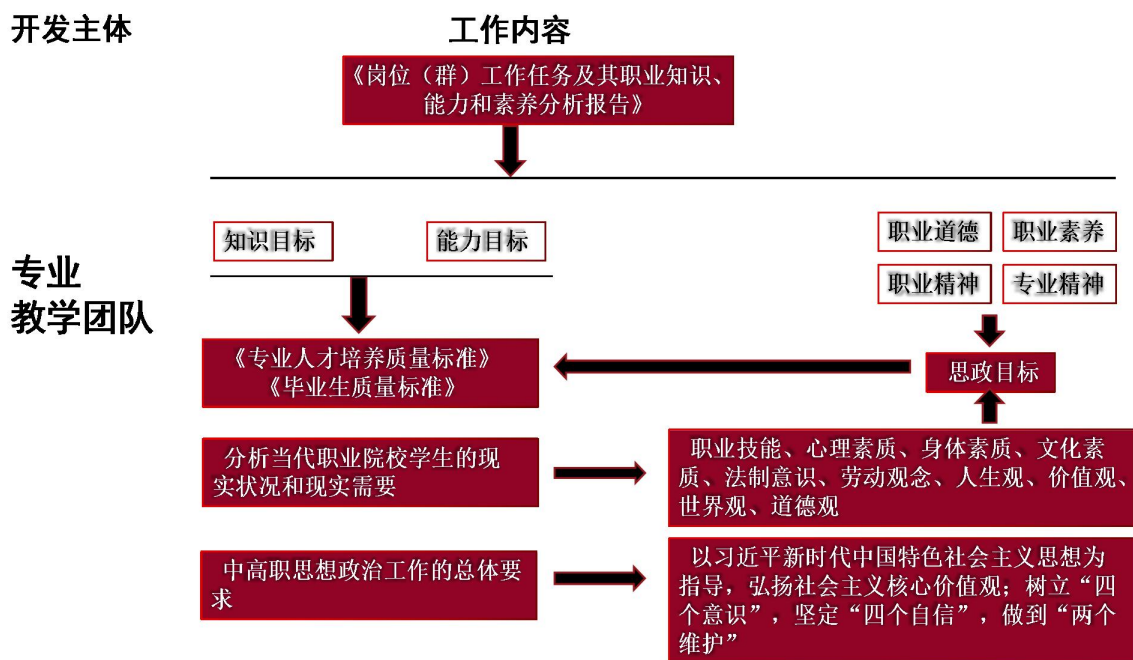 开发主体
工作内容
《岗位（群）工作任务及其职业知识、
能力和素养分析报告》
知识目标
能力目标
职业道德
职业素养
职业精神
专业精神
专业
教学团队
《专业人才培养质量标准》
《毕业生质量标准》
思政目标
分析当代职业院校学生的现
实状况和现实需要
职业技能、心理素质、身体素质、文化素
质、法制意识、劳动观念、人生观、价值观、
世界观、道德观
中高职思想政治工作的总体要
求
以习近平新时代中国特色社会主义思想为
指导，弘扬社会主义核心价值观；树立“四
个意识”，坚定“四个自信”，做到“两个
维护”